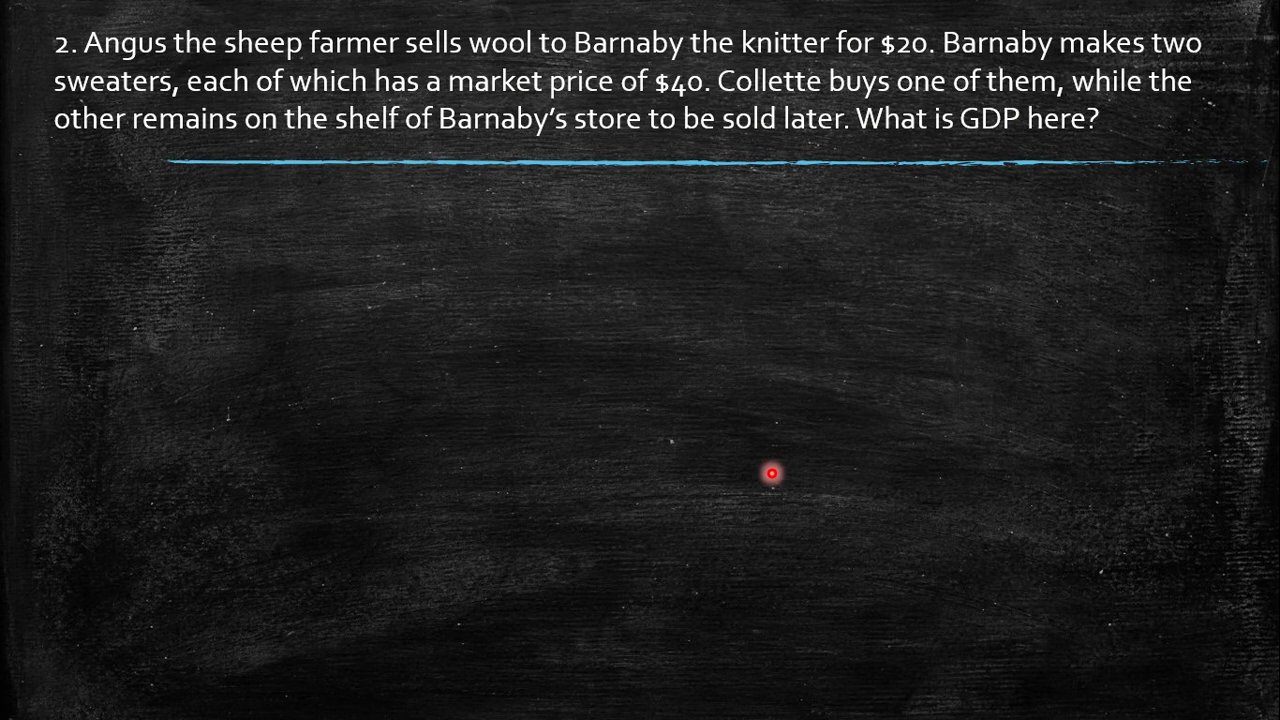 2. Angus the sheep farmer sells wool to Barnaby the knitter for $20. Barnaby makes two
sweaters, each of which has a market price of $40. Collette buys one of them, while the
other remains on the shelf of Barnaby’s store to be sold later. What is GDP here?